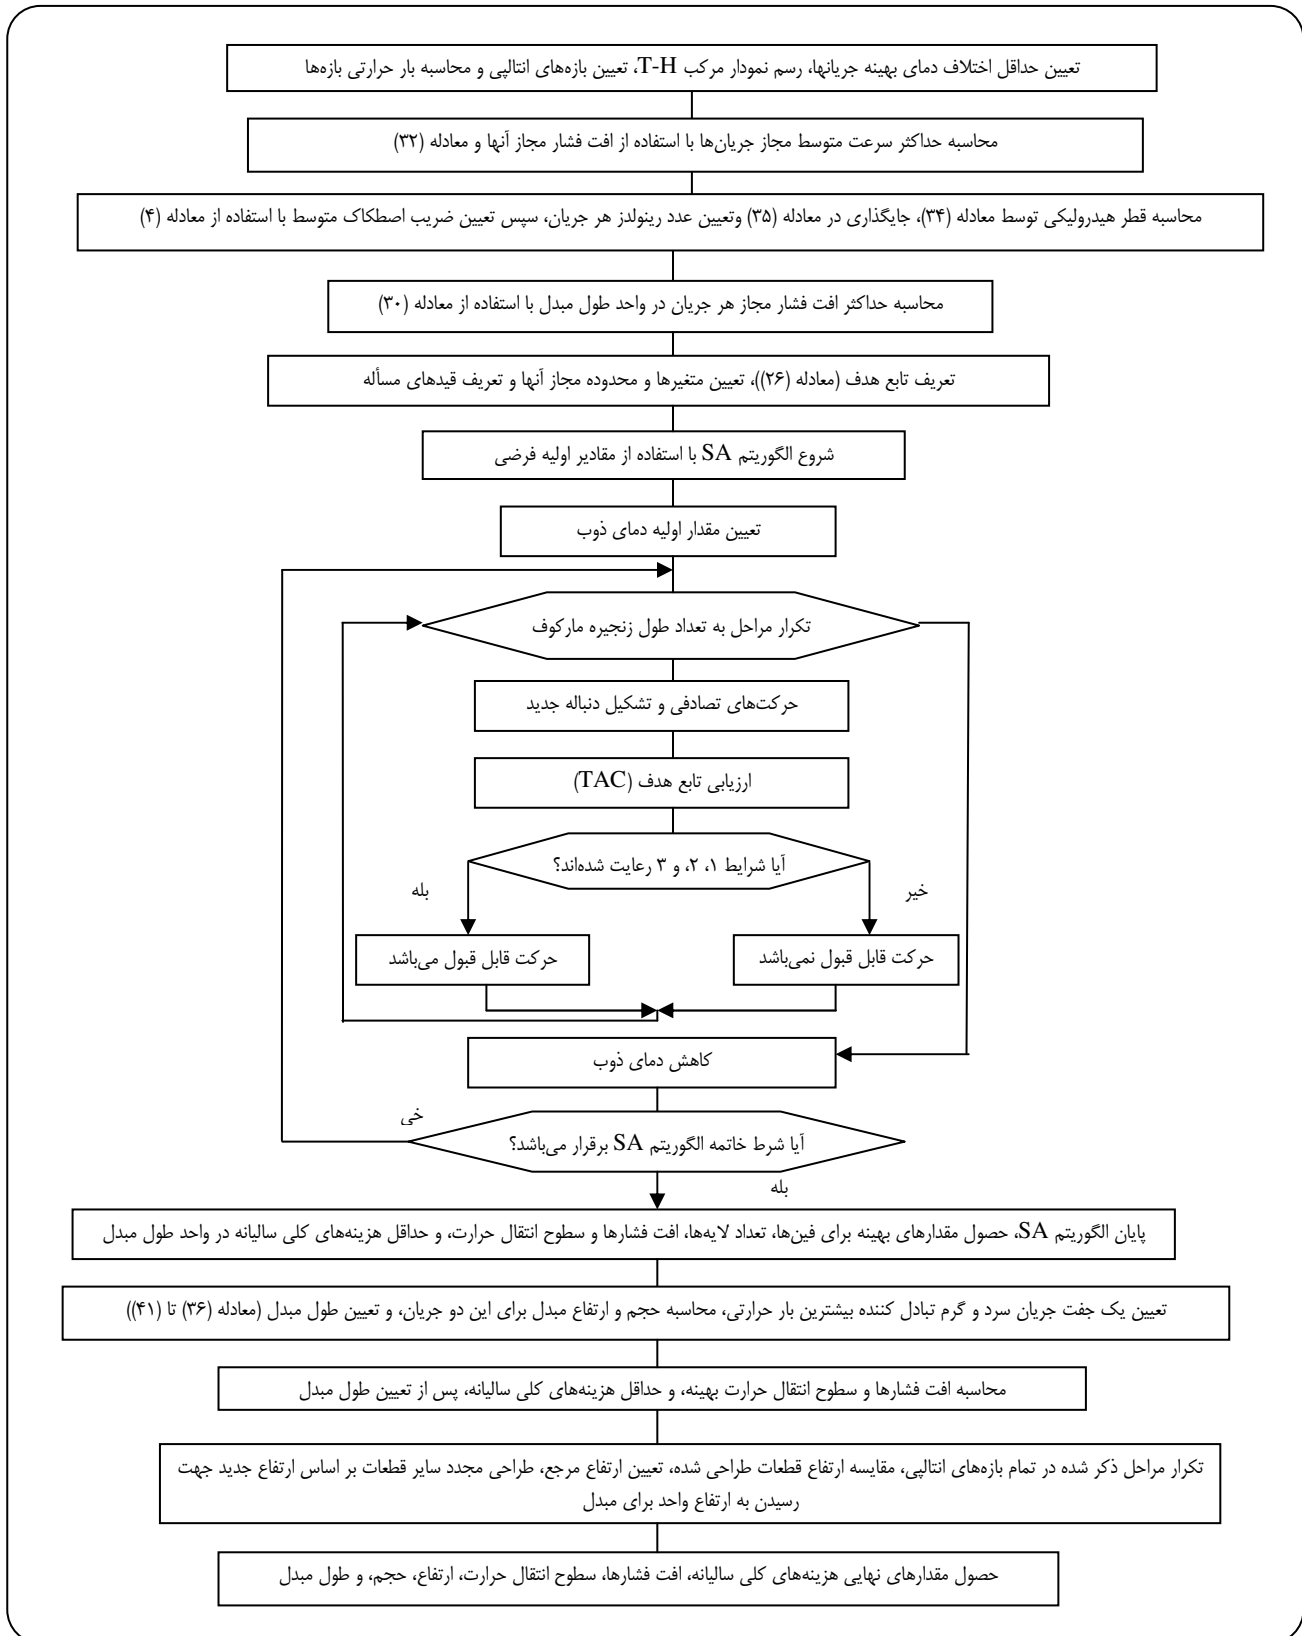 تعیین حداقل اختلاف دمای بهینه جریانها، رسم نمودار مرکب T-H، تعیین بازه‌های انتالپی و محاسبه بار حرارتی بازه‌ها
محاسبه حداکثر سرعت متوسط مجاز جریان‌ها با استفاده از افت فشار مجاز آنها و معادله (۳۲)
محاسبه قطر هیدرولیکی توسط معادله (۳۴)، جایگذاری در معادله (۳۵) وتعیین عدد رینولدز هر جریان، سپس تعیین ضریب اصطکاک متوسط با استفاده از معادله (۴)
محاسبه حداکثر افت فشار مجاز هر جریان در واحد طول مبدل با استفاده از معادله (۳۰)
تعریف تابع هدف (معادله (۲۶))، تعیین متغیرها و محدوده مجاز آنها و تعریف قیدهای مسأله
شروع الگوریتم SA با استفاده از مقادیر اولیه فرضی
تعیین مقدار اولیه دمای ذوب
تکرار مراحل به تعداد طول زنجیره مارکوف
حرکت‌های تصادفی و تشکیل دنباله جدید
ارزیابی تابع هدف (TAC)
آیا شرایط ۱، ۲، و ۳ رعایت شده‌اند؟
خیر
بله
حرکت قابل قبول نمی‌باشد
حرکت قابل قبول می‌باشد
کاهش دمای ذوب
خی
آیا شرط خاتمه الگوریتم SA برقرار می‌باشد؟
بله
پایان الگوریتم SA، حصول مقدارهای بهینه برای فین‌ها، تعداد لایه‌ها، افت فشارها و سطوح انتقال حرارت، و حداقل هزینه‌های کلی سالیانه در واحد طول مبدل
تعیین یک جفت جریان سرد و گرم تبادل کننده بیشترین بار حرارتی، محاسبه حجم و ارتفاع مبدل برای این دو جریان، و تعیین طول مبدل (معادله (۳۶) تا (۴۱))
محاسبه افت فشارها و سطوح انتقال حرارت بهینه، و حداقل هزینه‌های کلی سالیانه، پس از تعیین طول مبدل
تکرار مراحل ذکر شده در تمام بازه‌های انتالپی، مقایسه ارتفاع قطعات طراحی شده، تعیین ارتفاع مرجع، طراحی مجدد سایر قطعات بر اساس ارتفاع جدید جهت
رسیدن به ارتفاع واحد برای مبدل
حصول مقدارهای نهایی هزینه‌های کلی سالیانه، افت فشارها، سطوح انتقال حرارت، ارتفاع، حجم، و طول مبدل